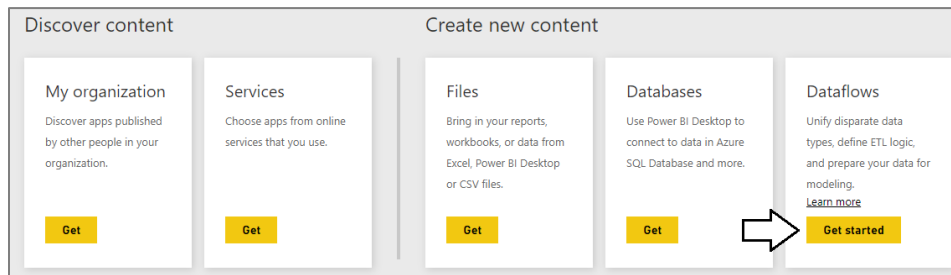 Discover content
Create new content
My organization
Discover apps published
by other people in your
organization.
Get
Services
Choose apps from online
services that you use.
Get
Files
Bring in your reports,
workbooks, or data from
Excel, Power BI Desktop
or CSV files.
Get
Databases
Use Power BI Desktop to
connect to data in Azure
SQL Database and more.
Get
Dataflows
Unify disparate data
types, define ETL logic,
and prepare your data for
modeling.
Learn more
Get started